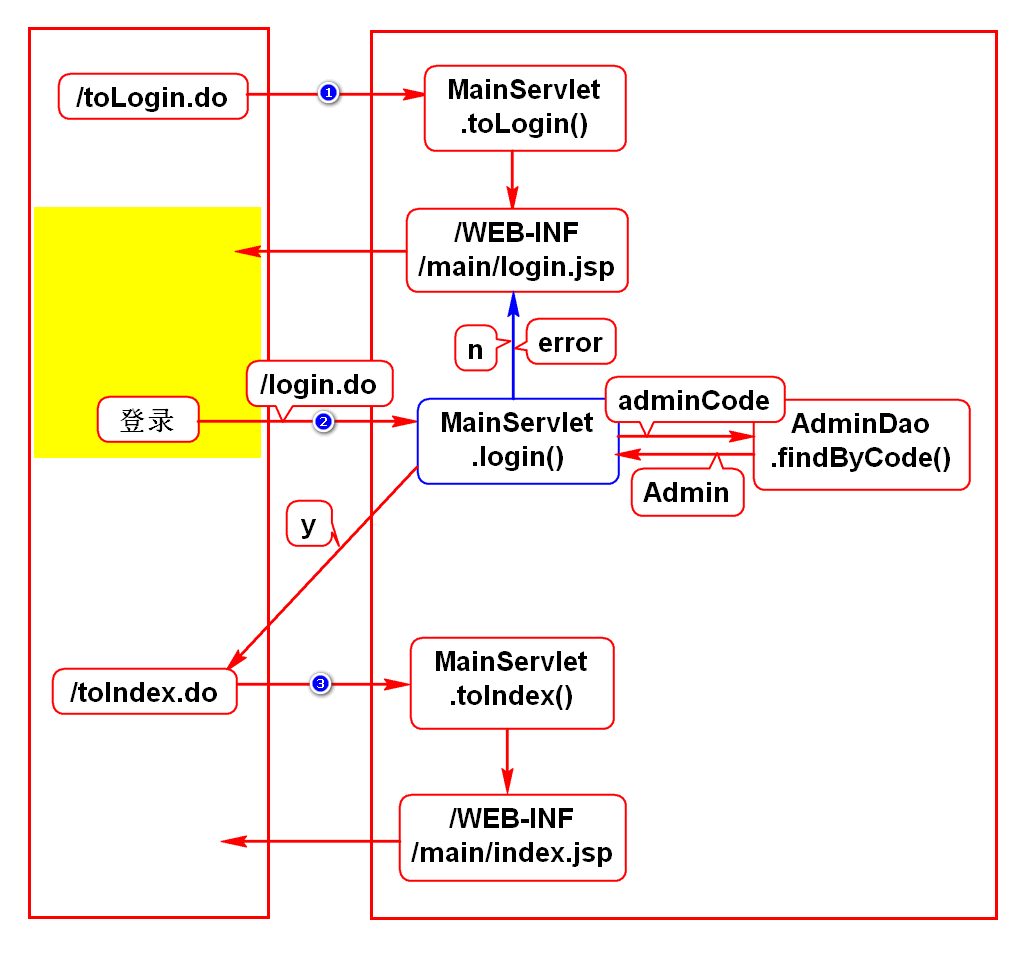 /toLogin.do
1
MainServlet
.toLogin()
/WEB-INF
/main/login.jsp
n
error
/login.do
登录
2
MainServlet
.login()
adminCode
AdminDao
.findByCode()
Admin
y
/toIndex.do
3
MainServlet
.toIndex()
/WEB-INF
/main/index.jsp